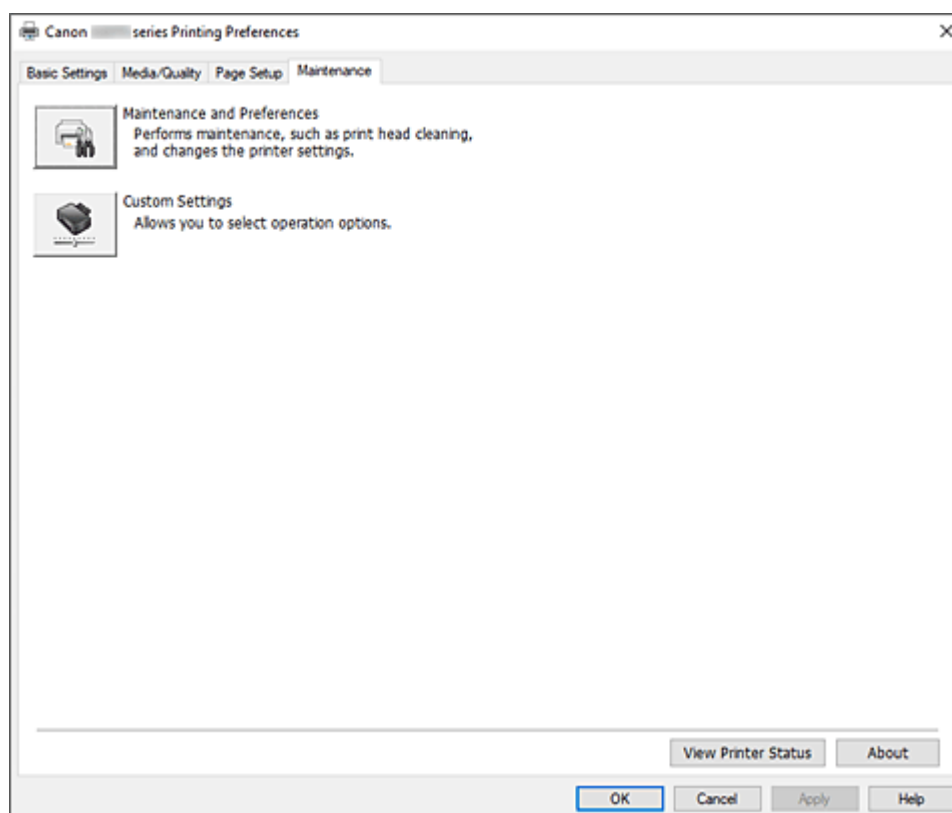 Canon series Printing Preferences
Basic Settings Media/Quality Page Setup Maintenance
Maintenance and Preferences
Performs maintenance, such as print head cleaning,
and changes the printer settings.
Custom Settings
Allows you to select operation options.
View Printer Status About
OK Cancel Apply Help